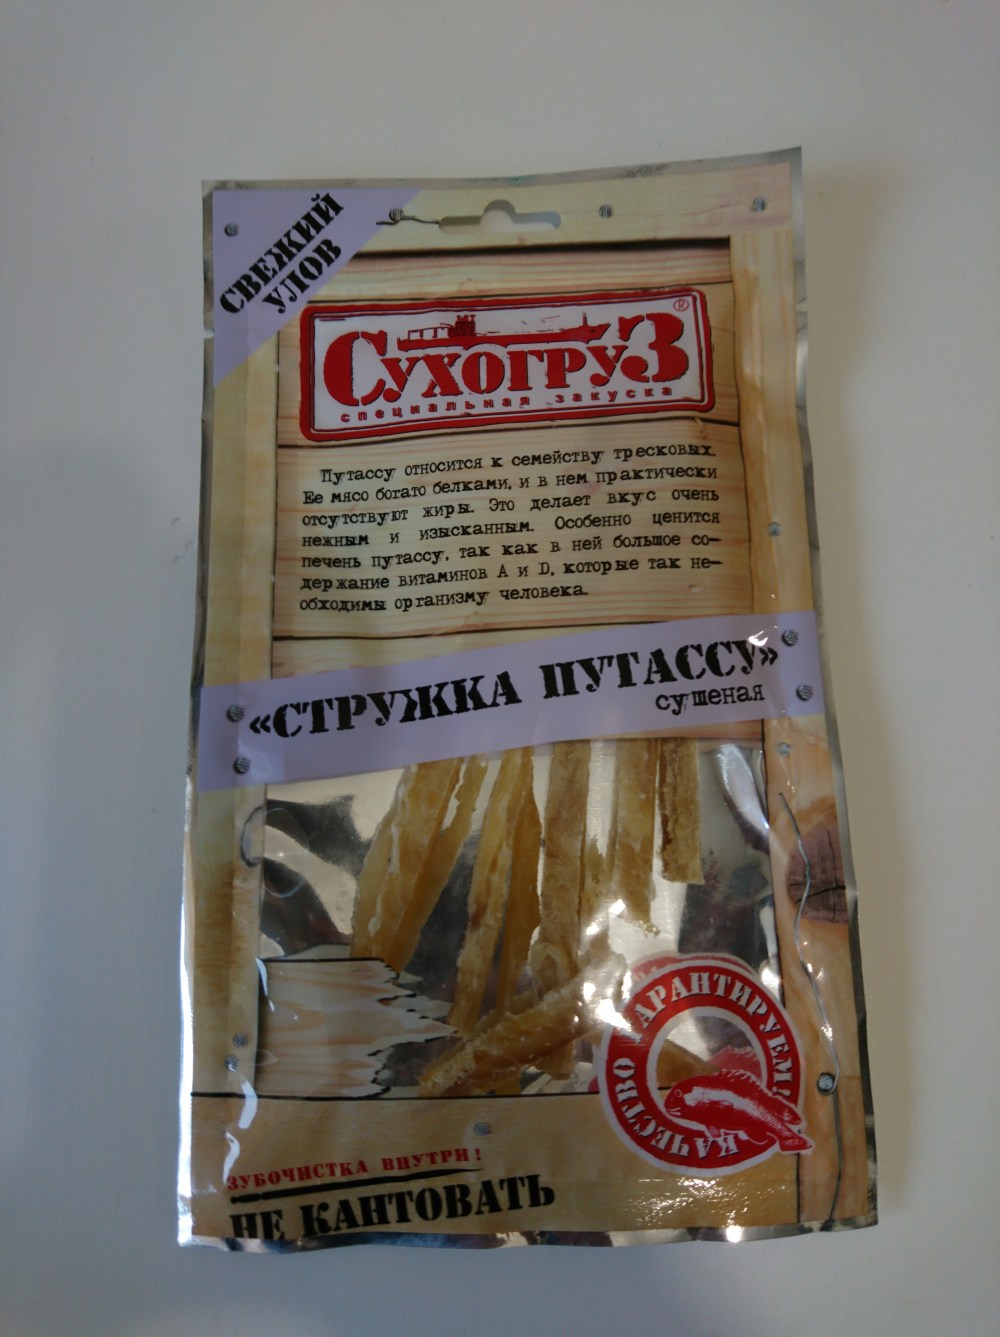 СВЕЖИЙ
УЛОВ
СУХОГРУЗ®
специальная закуска
Путассу относится к семейству тресковых.
Ее мясо богато белками, и в нем практически
отсутствуют жиры. Это делает вкус очень
нежным и изысканным. Особенно ценится
печень путассу, так как в ней большое со-
держание витаминов А и D, которые так не-
обходимы организму человека.
«СТРУЖКА ПУТАССУ»
сушеная
КАЧЕСТВО ГАРАНТИРУЕМ!
ЗУБОЧИСТКА ВНУТРИ!
НЕ КАНТОВАТЬ